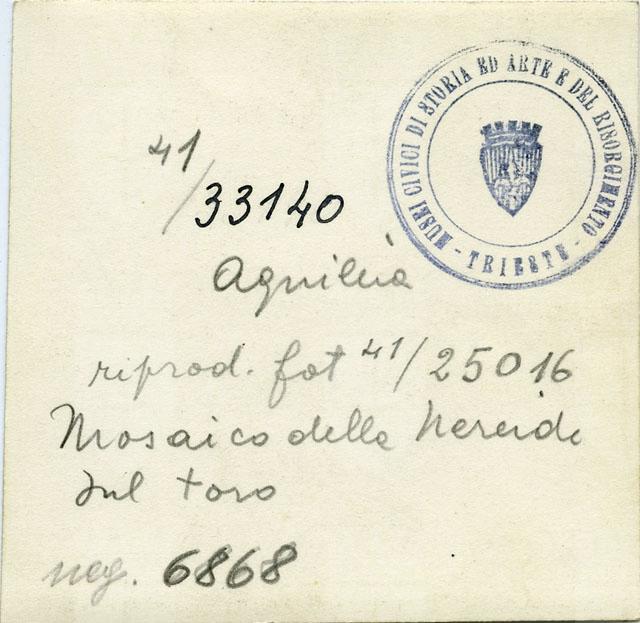 MUSEI CIVICI DI STORIA ED ARTE E DEL RISORGIMENTO
- TRIESTE -
41/33140
Aquileia
riprod. fot 41/25016
Mosaico della Nereide
sul toro
neg. 6868